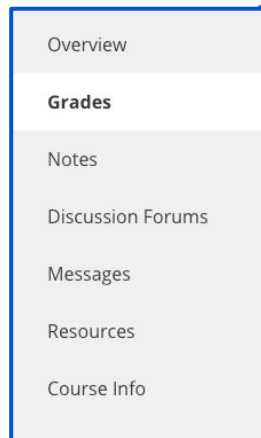 Overview
Grades
Notes
Discussion Forums
Messages
Resources
Course Info